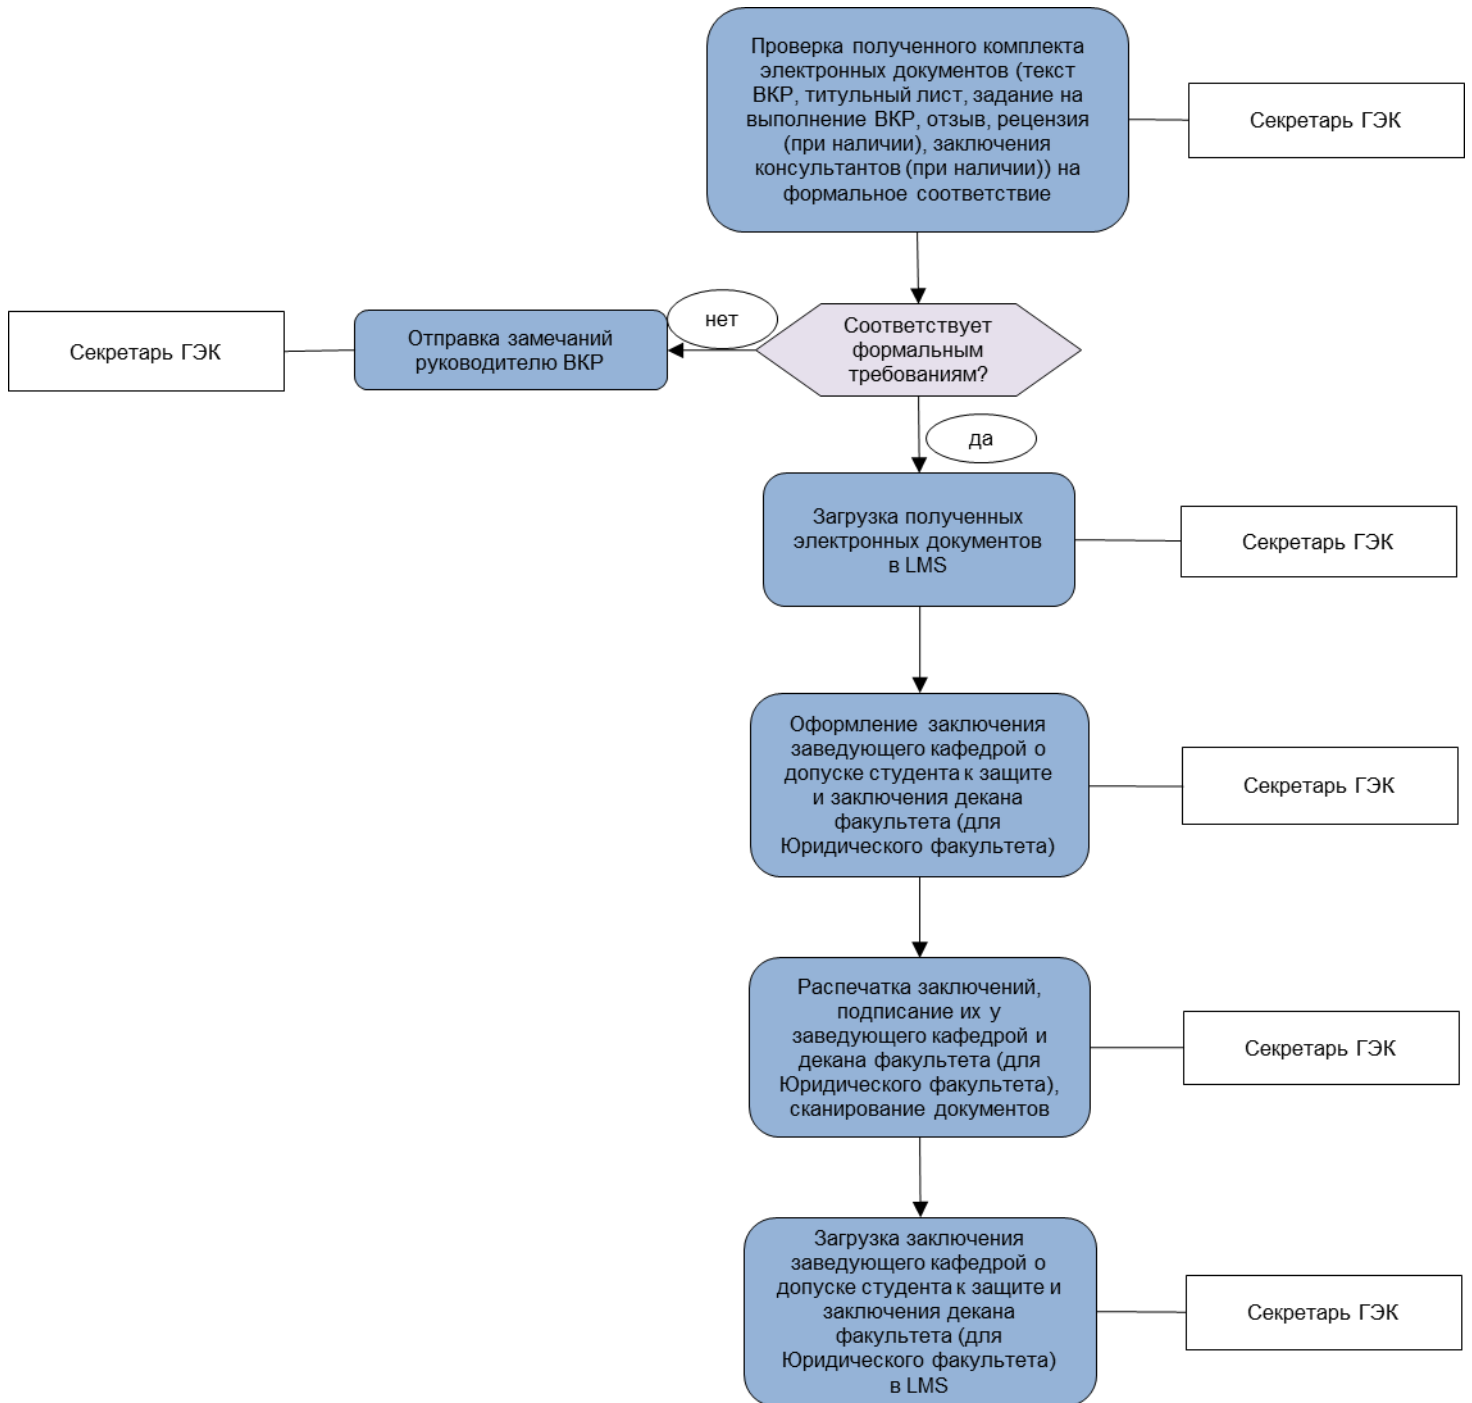 Проверка полученного комплекта
электронных документов (текст
ВКР, титульный лист, задание на
выполнение ВКР, отзыв, рецензия
(при наличии), заключения
консультантов (при наличии)) на
формальное соответствие
Секретарь ГЭК
Соответствует
формальным
требованиям?
нет
Отправка замечаний
руководителю ВКР
Секретарь ГЭК
да
Загрузка полученных
электронных документов
в LMS
Секретарь ГЭК
Оформление заключения
заведующего кафедрой о
допуске студента к защите
и заключения декана
факультета (для
Юридического факультета)
Секретарь ГЭК
Распечатка заключений,
подписание их у
заведующего кафедрой и
декана факультета (для
Юридического факультета),
сканирование документов
Секретарь ГЭК
Загрузка заключения
заведующего кафедрой о
допуске студента к защите и
заключения декана
факультета (для
Юридического факультета)
в LMS
Секретарь ГЭК